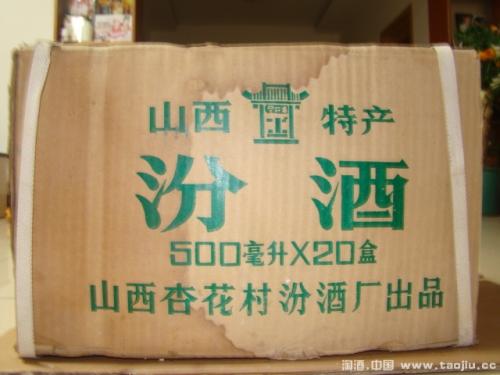 山西 特产
汾酒
500毫升X20盒
山西杏花村汾酒厂出品
淘酒.中国 www.taojiu.cc